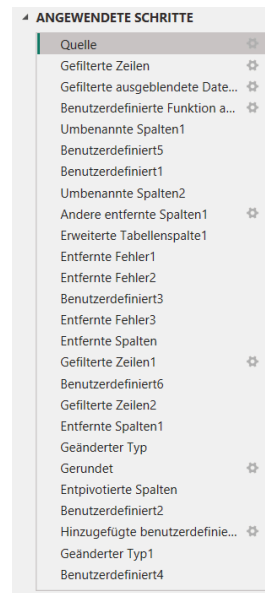 ANGEWENDETE SCHRITTE
Quelle
Gefilterte Zeilen
Gefilterte ausgeblendete Date...
Benutzerdefinierte Funktion a...
Umbenannte Spalten1
Benutzerdefiniert5
Benutzerdefiniert1
Umbenannte Spalten2
Andere entfernte Spalten1
Erweiterte Tabellenspalte1
Entfernte Fehler1
Entfernte Fehler2
Benutzerdefiniert3
Entfernte Fehler3
Entfernte Spalten
Gefilterte Zeilen1
Benutzerdefiniert6
Gefilterte Zeilen2
Entfernte Spalten1
Geänderter Typ
Gerundet
Entpivotierte Spalten
Benutzerdefiniert2
Hinzugefügte benutzerdefinie...
Geänderter Typ1
Benutzerdefiniert4